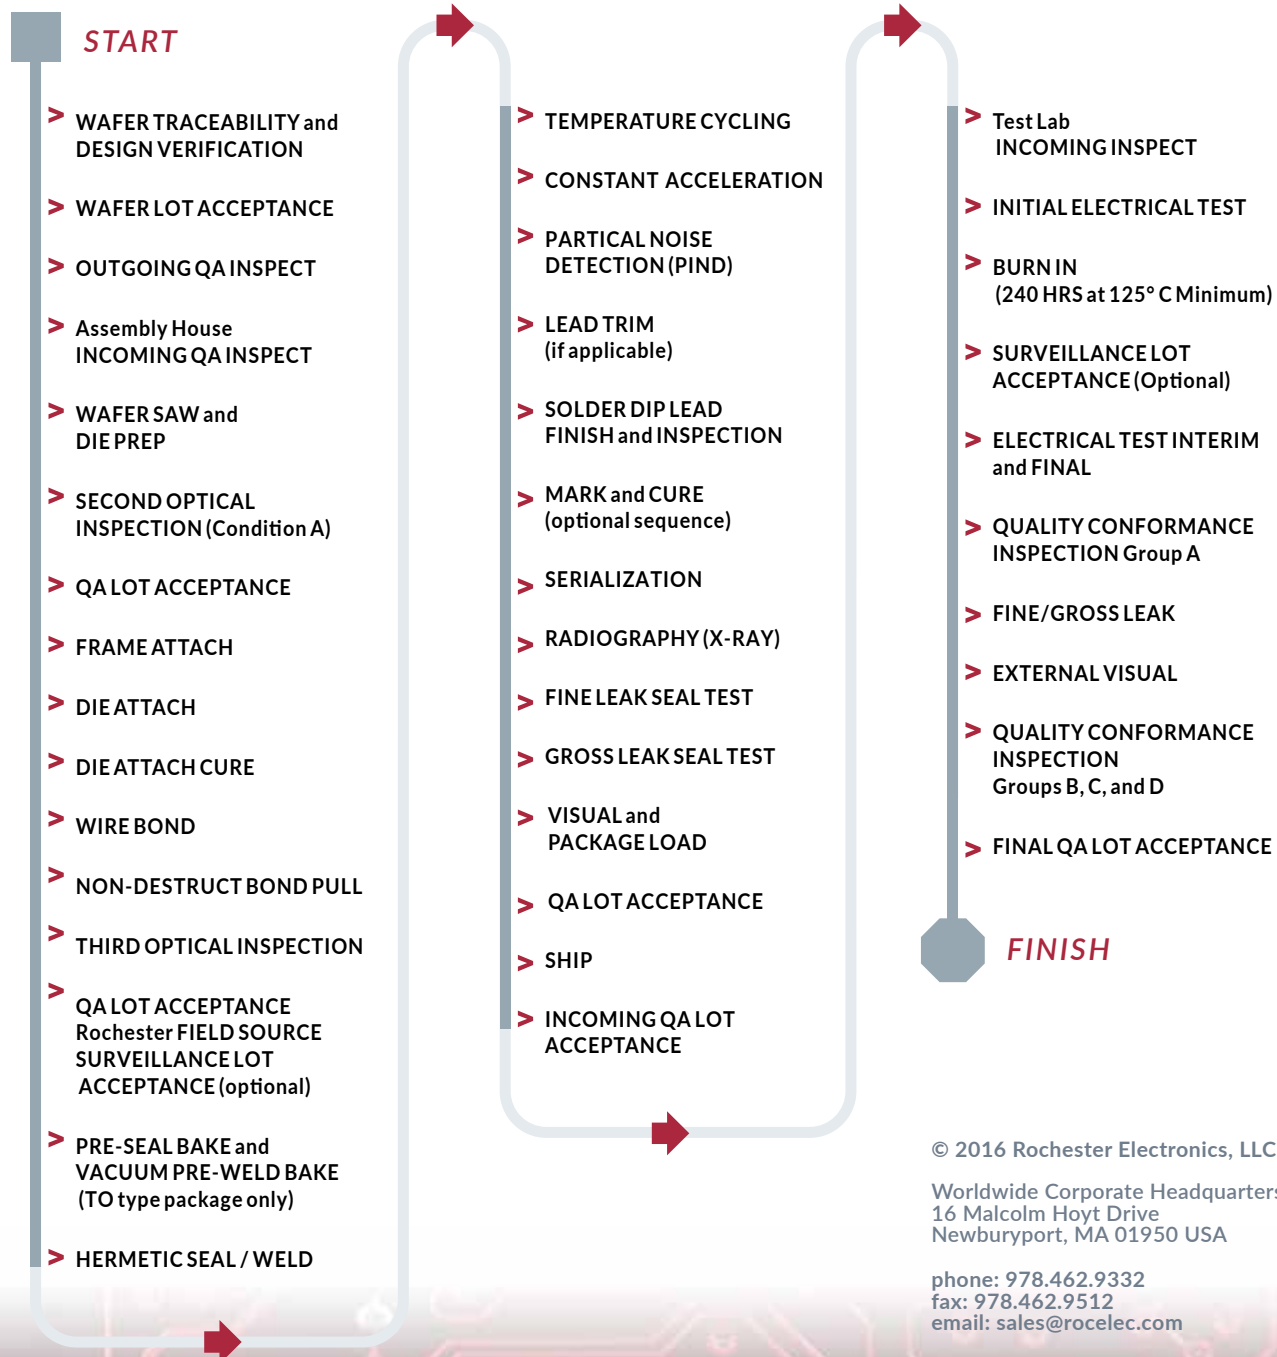 START
> WAFER TRACEABILITY and
DESIGN VERIFICATION
> WAFER LOT ACCEPTANCE
> OUTGOING QA INSPECT
> Assembly House
INCOMING QA INSPECT
> WAFER SAW and
DIE PREP
> SECOND OPTICAL
INSPECTION (Condition A)
> QA LOT ACCEPTANCE
> FRAME ATTACH
> DIE ATTACH
> DIE ATTACH CURE
> WIRE BOND
> NON-DESTRUCT BOND PULL
> THIRD OPTICAL INSPECTION
> QA LOT ACCEPTANCE
Rochester FIELD SOURCE
SURVEILLANCE LOT
ACCEPTANCE (optional)
> PRE-SEAL BAKE and
VACUUM PRE-WELD BAKE
(TO type package only)
> HERMETIC SEAL / WELD
> TEMPERATURE CYCLING
> CONSTANT ACCELERATION
> PARTICAL NOISE
DETECTION (PIND)
> LEAD TRIM
(if applicable)
> SOLDER DIP LEAD
FINISH and INSPECTION
> MARK and CURE
(optional sequence)
> SERIALIZATION
> RADIOGRAPHY (X-RAY)
> FINE LEAK SEAL TEST
> GROSS LEAK SEAL TEST
> VISUAL and
PACKAGE LOAD
> QA LOT ACCEPTANCE
> SHIP
> INCOMING QA LOT
ACCEPTANCE
> Test Lab
INCOMING INSPECT
> INITIAL ELECTRICAL TEST
> BURN IN
(240 HRS at 125° C Minimum)
> SURVEILLANCE LOT
ACCEPTANCE (Optional)
> ELECTRICAL TEST INTERIM
and FINAL
> QUALITY CONFORMANCE
INSPECTION Group A
> FINE/GROSS LEAK
> EXTERNAL VISUAL
> QUALITY CONFORMANCE
INSPECTION
Groups B, C, and D
> FINAL QA LOT ACCEPTANCE
FINISH
© 2016 Rochester Electronics, LLC
Worldwide Corporate Headquarters
16 Malcolm Hoyt Drive
Newburyport, MA 01950 USA
phone: 978.462.9332
fax: 978.462.9512
email: sales@rocelec.com